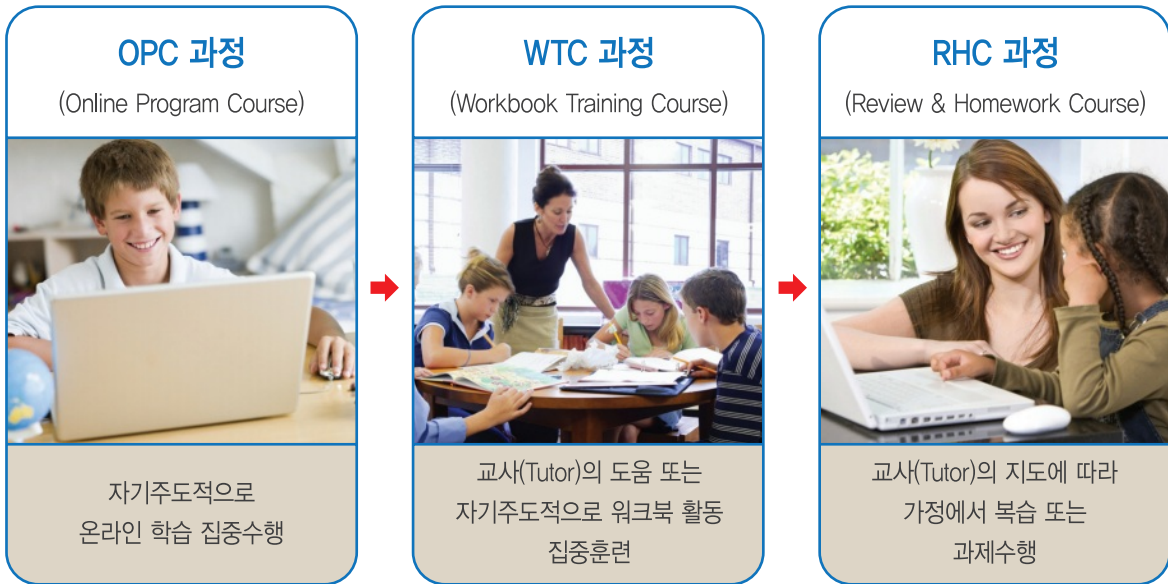 OPC 과정
(Online Program Course)
자기주도적으로
온라인 학습 집중수행
WTC 과정
(Workbook Training Course)
교사(Tutor)의 도움 또는
자기주도적으로 워크북 활동
집중훈련
RHC 과정
(Review & Homework Course)
교사(Tutor)의 지도에 따라
가정에서 복습 또는
과제수행